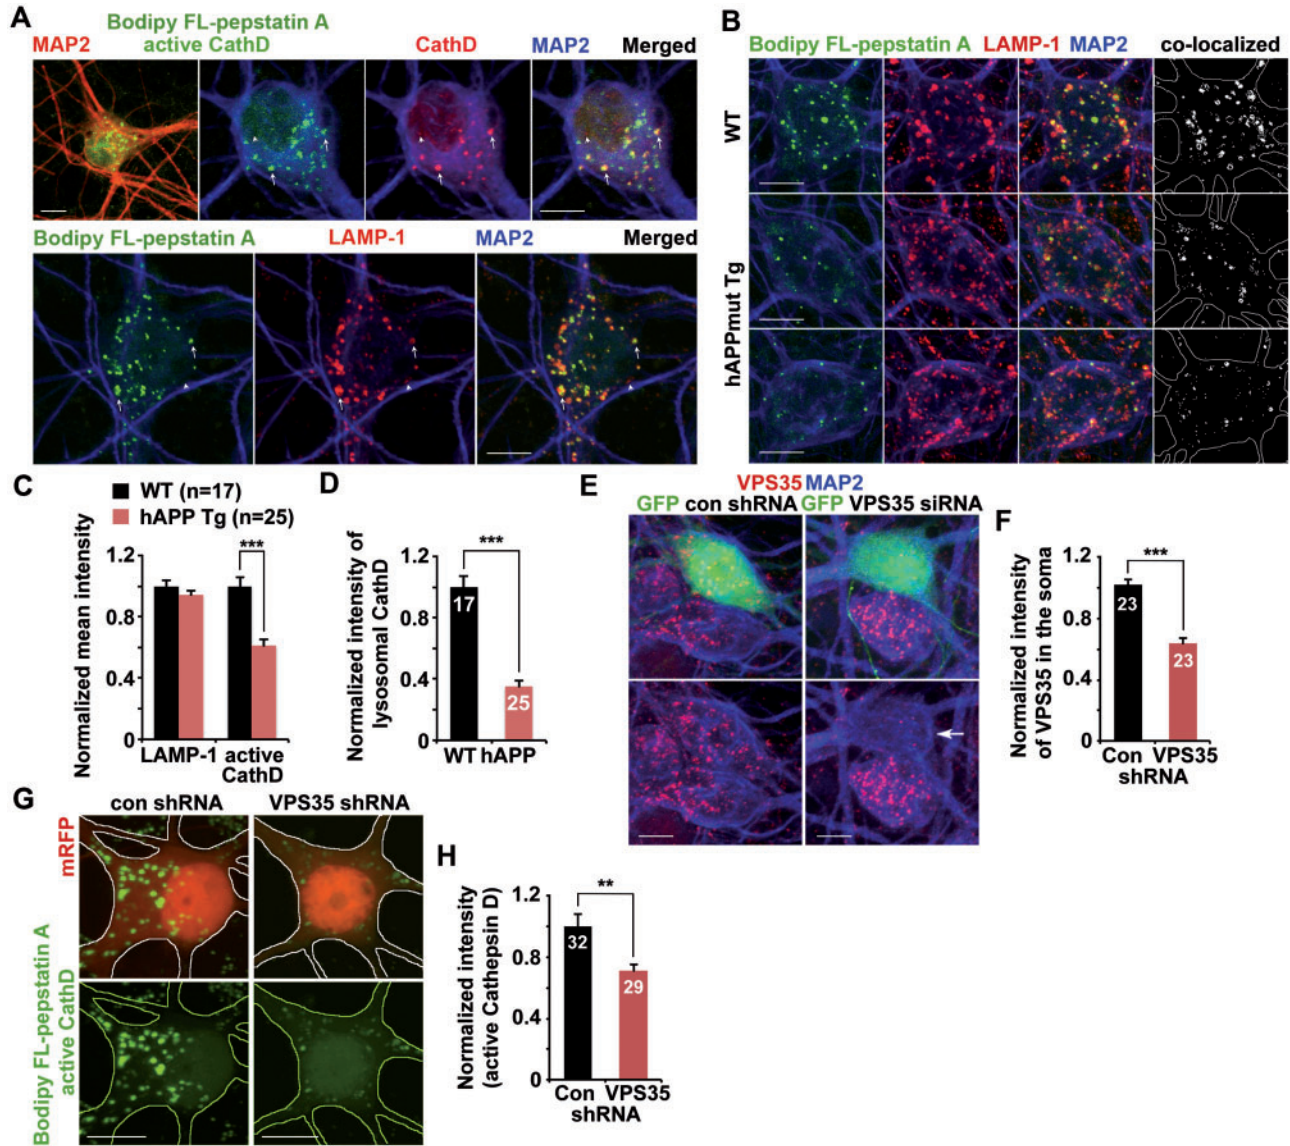 A
Bodipy FL-pepstatin A
MAP2 active CathD CathD MAP2 Merged
Bodipy FL-pepstatin A LAMP-1 MAP2 Merged
B
Bodipy FL-pepstatin A LAMP-1 MAP2 co-localized
WT
hAPPmut Tg
C
WT (n=17)
hAPP Tg (n=25)
Normalized mean intensity
1.2
0.8
0.4
0
***
LAMP-1 active
CathD
D
Normalized intensity of
lysosomal CathD
1.2
0.8
0.4
0
***
17
25
WT hAPP
E
VPS35 MAP2
GFP con shRNA GFP VPS35 siRNA
F
Normalized intensity
of VPS35 in the soma
1.2
0.8
0.4
0
***
23
23
Con VPS35
shRNA
G
con shRNA VPS35 shRNA
mRFP
Bodipy FL-pepstatin A
active CathD
H
Normalized intensity
(active Cathepsin D)
1.2
0.8
0.4
0
**
32
29
Con VPS35
shRNA